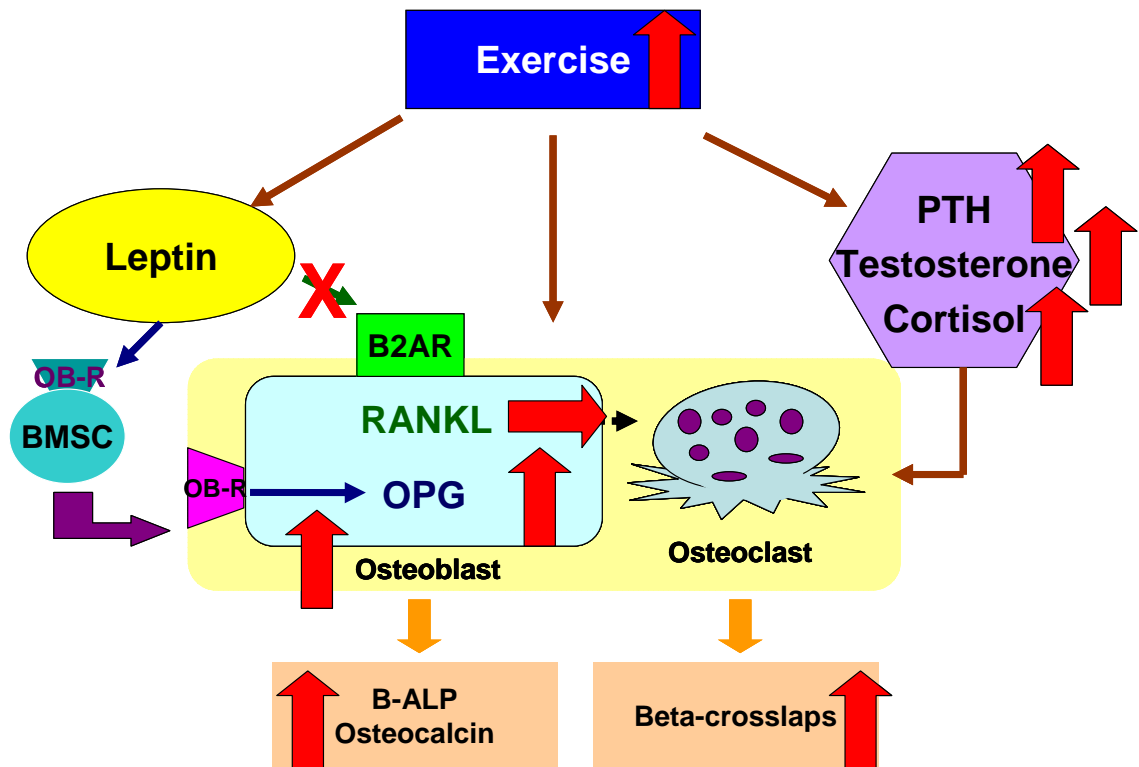 Exercise
Leptin
PTH
Testosterone
Cortisol
X
B2AR
OB-R
BMSC
RANKL
OB-R
OPG
Osteoblast
Osteoclast
B-ALP
Osteocalcin
Beta-crosslaps